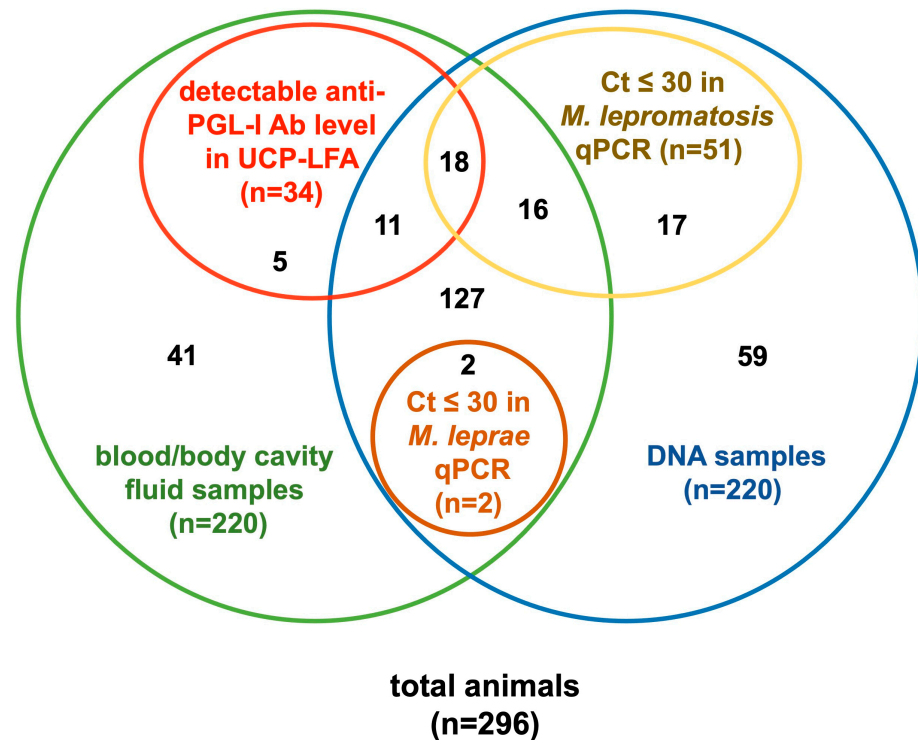 detectable anti-
PGL-I Ab level
in UCP-LFA
(n=34)
Ct ≤ 30 in
M. lepromatosis
qPCR (n=51)
18
11
16
17
5
127
41
2
59
Ct ≤ 30 in
M. leprae
qPCR
(n=2)
blood/body cavity
fluid samples
(n=220)
DNA samples
(n=220)
total animals
(n=296)